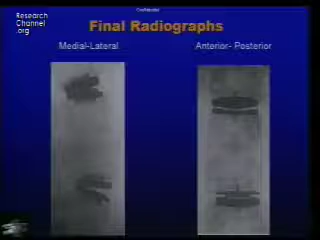 Research
Channel
.org
Final Radiographs
Medial-Lateral
Anterior- Posterior